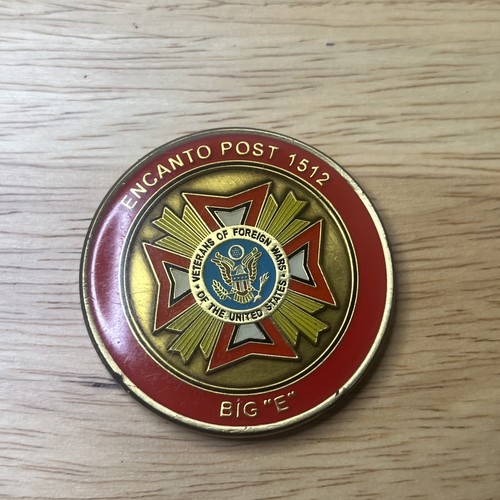 ENCANTO POST 1512
VETERANS OF FOREIGN WARS
OF THE UNITED STATES
BIG "E"